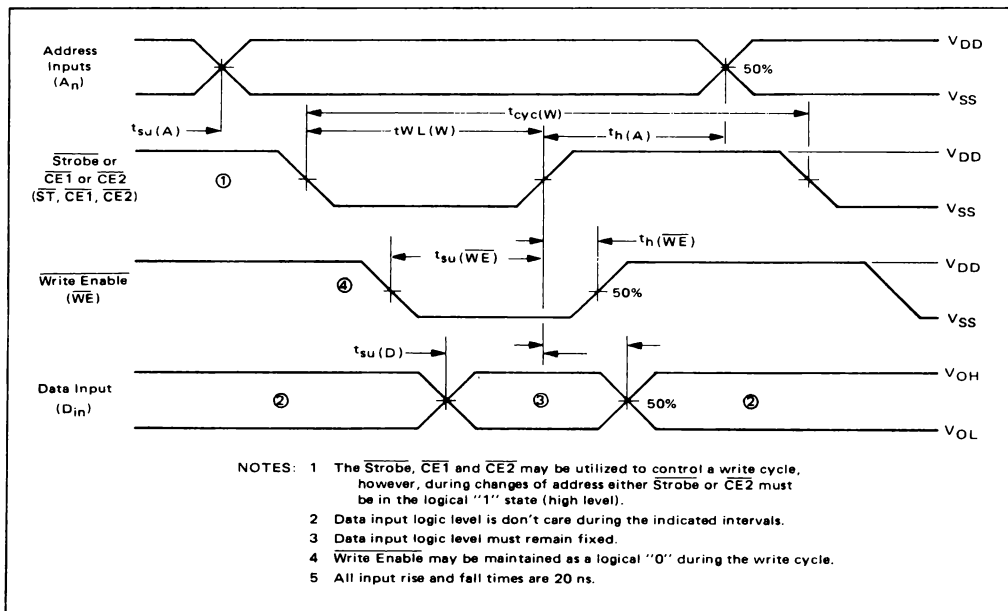 Address
Inputs
(An)
VDD
50%
VSS
tcyc(W)
tsu(A)
tWL(W)
th(A)
Strobe or
CE1 or CE2
(ST, CE1, CE2)
①
VDD
VSS
tsu(WE)
th(WE)
Write Enable
(WE)
④
50%
VDD
VSS
tsu(D)
Data Input
(Din)
②
③
50%
②
VOH
VOL
NOTES: 1 The Strobe, CE1 and CE2 may be utilized to control a write cycle,
however, during changes of address either Strobe or CE2 must
be in the logical "1" state (high level).
2 Data input logic level is don't care during the indicated intervals.
3 Data input logic level must remain fixed.
4 Write Enable may be maintained as a logical "0" during the write cycle.
5 All input rise and fall times are 20 ns.